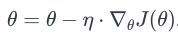 θ = θ − η · ∇θJ(θ).